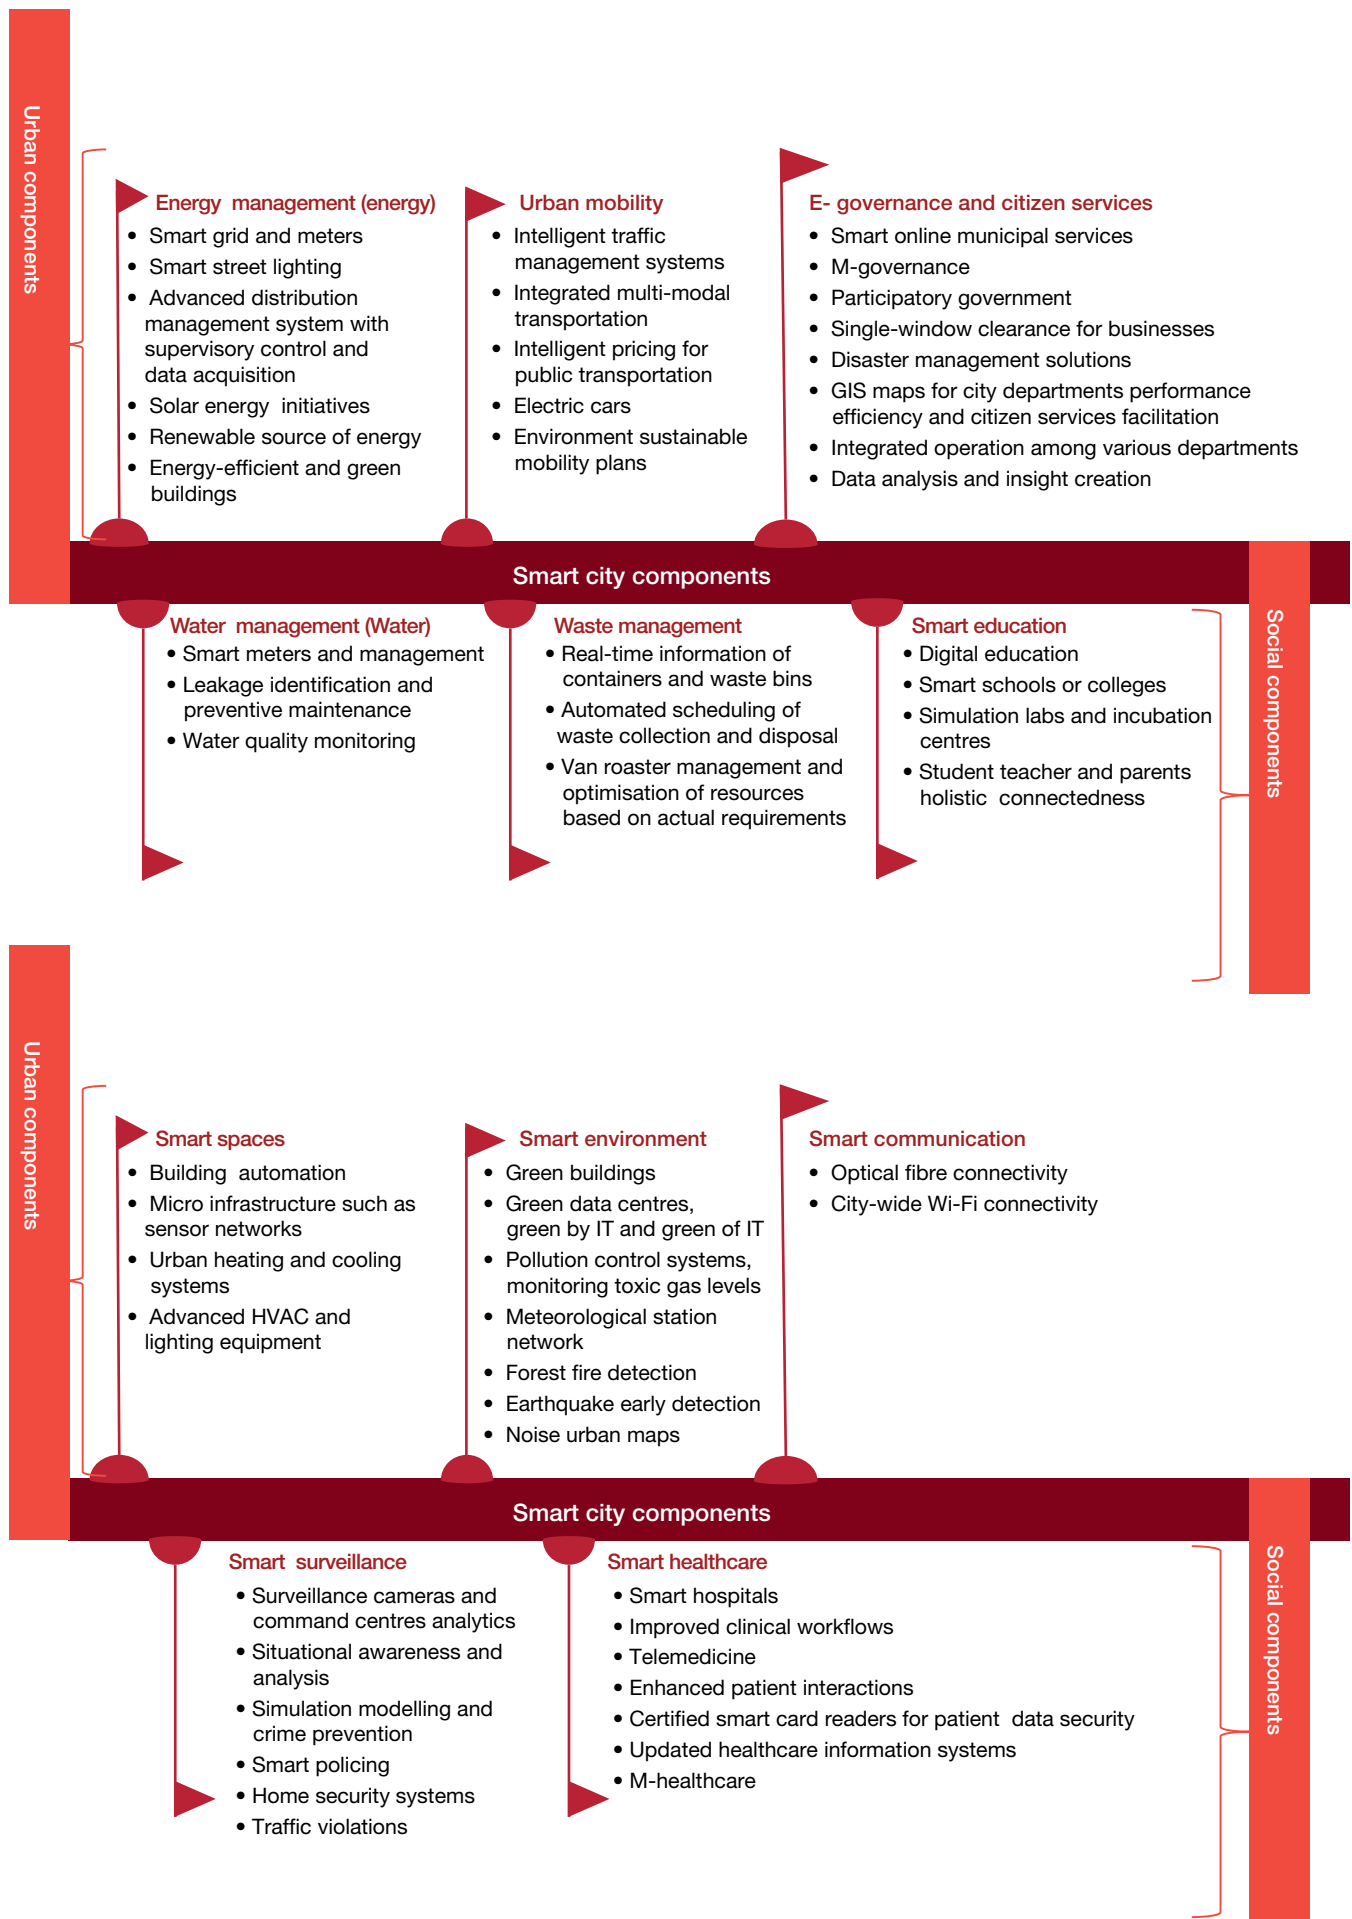 Urban components
Energy management (energy)
• Smart grid and meters
• Smart street lighting
• Advanced distribution
management system with
supervisory control and
data acquisition
• Solar energy initiatives
• Renewable source of energy
• Energy-efficient and green
buildings
Urban mobility
• Intelligent traffic
management systems
• Integrated multi-modal
transportation
• Intelligent pricing for
public transportation
• Electric cars
• Environment sustainable
mobility plans
E- governance and citizen services
• Smart online municipal services
• M-governance
• Participatory government
• Single-window clearance for businesses
• Disaster management solutions
• GIS maps for city departments performance
efficiency and citizen services facilitation
• Integrated operation among various departments
• Data analysis and insight creation
Smart city components
Water management (Water)
• Smart meters and management
• Leakage identification and
preventive maintenance
• Water quality monitoring
Waste management
• Real-time information of
containers and waste bins
• Automated scheduling of
waste collection and disposal
• Van roaster management and
optimisation of resources
based on actual requirements
Smart education
• Digital education
• Smart schools or colleges
• Simulation labs and incubation
centres
• Student teacher and parents
holistic connectedness
Social components
Urban components
Smart spaces
• Building automation
• Micro infrastructure such as
sensor networks
• Urban heating and cooling
systems
• Advanced HVAC and
lighting equipment
Smart environment
• Green buildings
• Green data centres,
green by IT and green of IT
• Pollution control systems,
monitoring toxic gas levels
• Meteorological station
network
• Forest fire detection
• Earthquake early detection
• Noise urban maps
Smart communication
• Optical fibre connectivity
• City-wide Wi-Fi connectivity
Smart city components
Smart surveillance
• Surveillance cameras and
command centres analytics
• Situational awareness and
analysis
• Simulation modelling and
crime prevention
• Smart policing
• Home security systems
• Traffic violations
Smart healthcare
• Smart hospitals
• Improved clinical workflows
• Telemedicine
• Enhanced patient interactions
• Certified smart card readers for patient data security
• Updated healthcare information systems
• M-healthcare
Social components